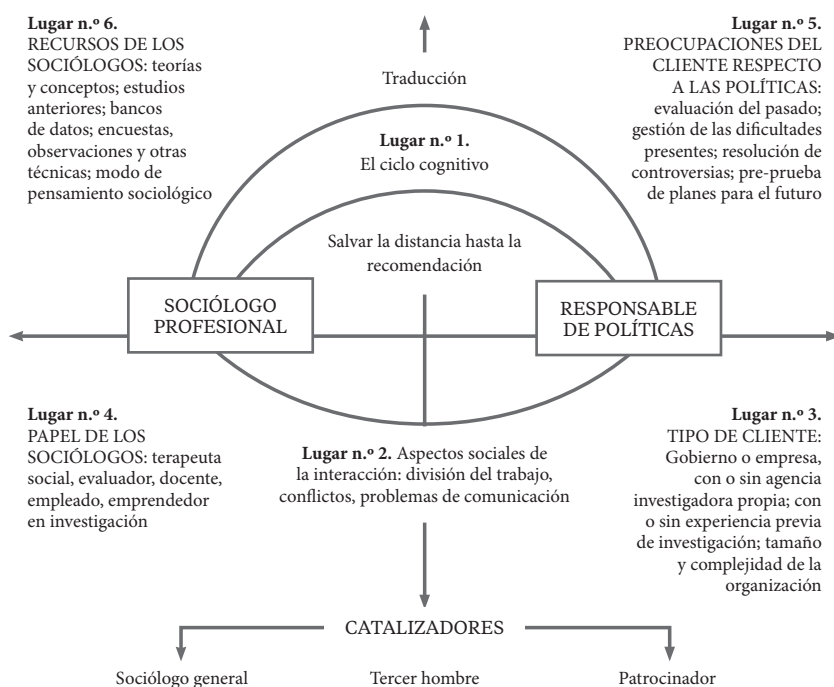 Lugar n.º 6.
RECURSOS DE LOS
SOCIÓLOGOS: teorías
y conceptos; estudios
anteriores; bancos
de datos; encuestas,
observaciones y otras
técnicas; modo de
pensamiento sociológico
Traducción
Lugar n.º 1.
El ciclo cognitivo
Salvar la distancia hasta la
recomendación
Lugar n.º 5.
PREOCUPACIONES DEL
CLIENTE RESPECTO
A LAS POLÍTICAS:
evaluación del pasado;
gestión de las dificultades
presentes; resolución de
controversias; pre-prueba
de planes para el futuro
SOCIÓLOGO
PROFESIONAL
RESPONSABLE
DE POLÍTICAS
Lugar n.º 4.
PAPEL DE LOS
SOCIÓLOGOS: terapeuta
social, evaluador, docente,
empleado, emprendedor
en investigación
Lugar n.º 2. Aspectos sociales de
la interacción: división del trabajo,
conflictos, problemas de comunicación
Lugar n.º 3.
TIPO DE CLIENTE:
Gobierno o empresa,
con o sin agencia
investigadora propia; con
o sin experiencia previa
de investigación; tamaño
y complejidad de la
organización
CATALIZADORES
Sociólogo general
Tercer hombre
Patrocinador